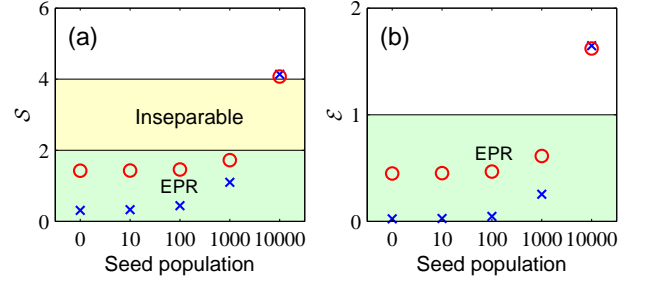 (a)
6
4
2
0
S
Inseparable
EPR
0 10 100 1000 10000
Seed population
(b)
2
1
0
ℰ
EPR
0 10 100 1000 10000
Seed population